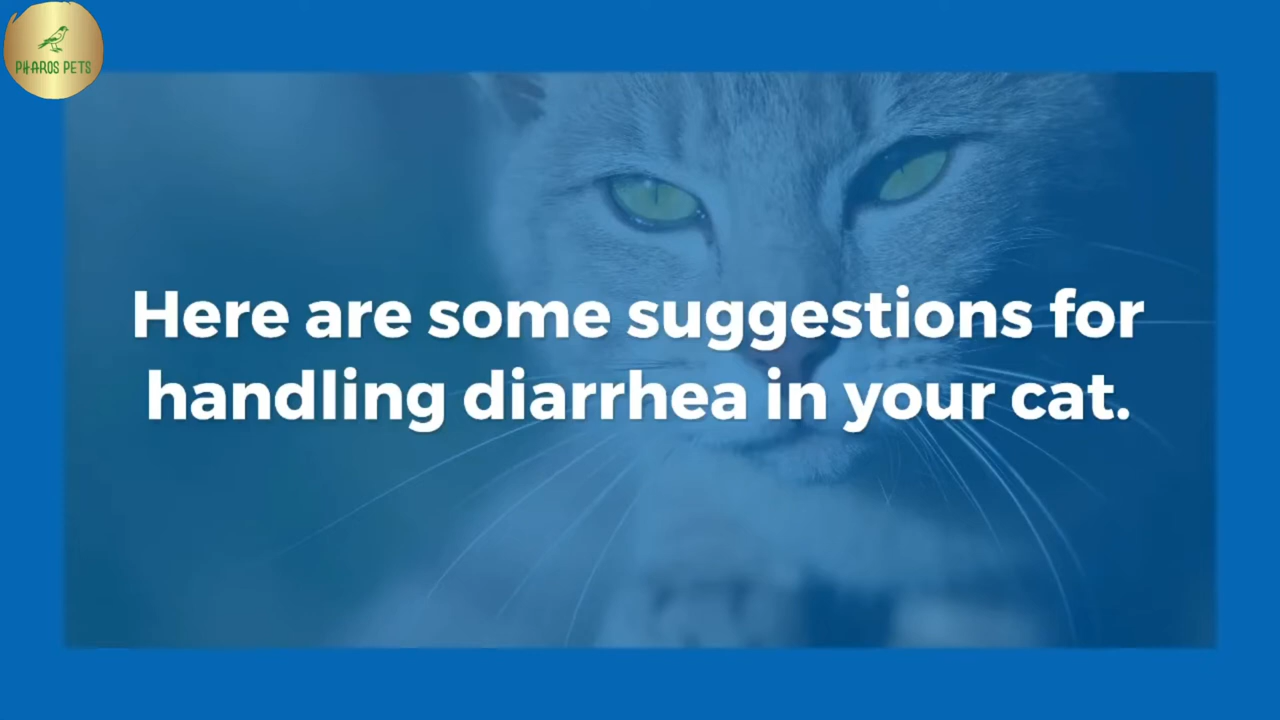 PHAROS PETS
Here are some suggestions for
handling diarrhea in your cat.